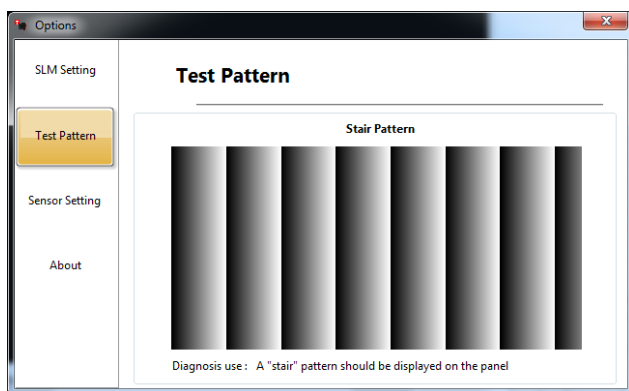 Options
SLM Setting
Test Pattern
Sensor Setting
About
Test Pattern
Stair Pattern
Diagnosis use : A "stair" pattern should be displayed on the panel